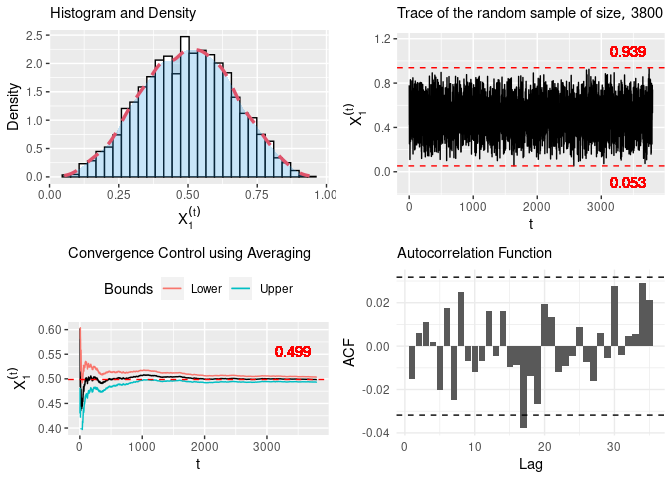 Histogram and Density
2.5
2.0
1.5
1.0
0.5
0.0
Density
0.00 0.25 0.50 0.75 1.00
X₁⁽ᵗ⁾
Trace of the random sample of size, 3800
1.2
0.8
0.4
0.0
X₁⁽ᵗ⁾
0.939
0.053
0 1000 2000 3000
t
Convergence Control using Averaging
Bounds Lower Upper
0.60
0.55
0.50
0.45
0.40
X₁⁽ᵗ⁾
0.499
0 1000 2000 3000
t
Autocorrelation Function
0.02
0.00
-0.02
-0.04
ACF
0 10 20 30
Lag